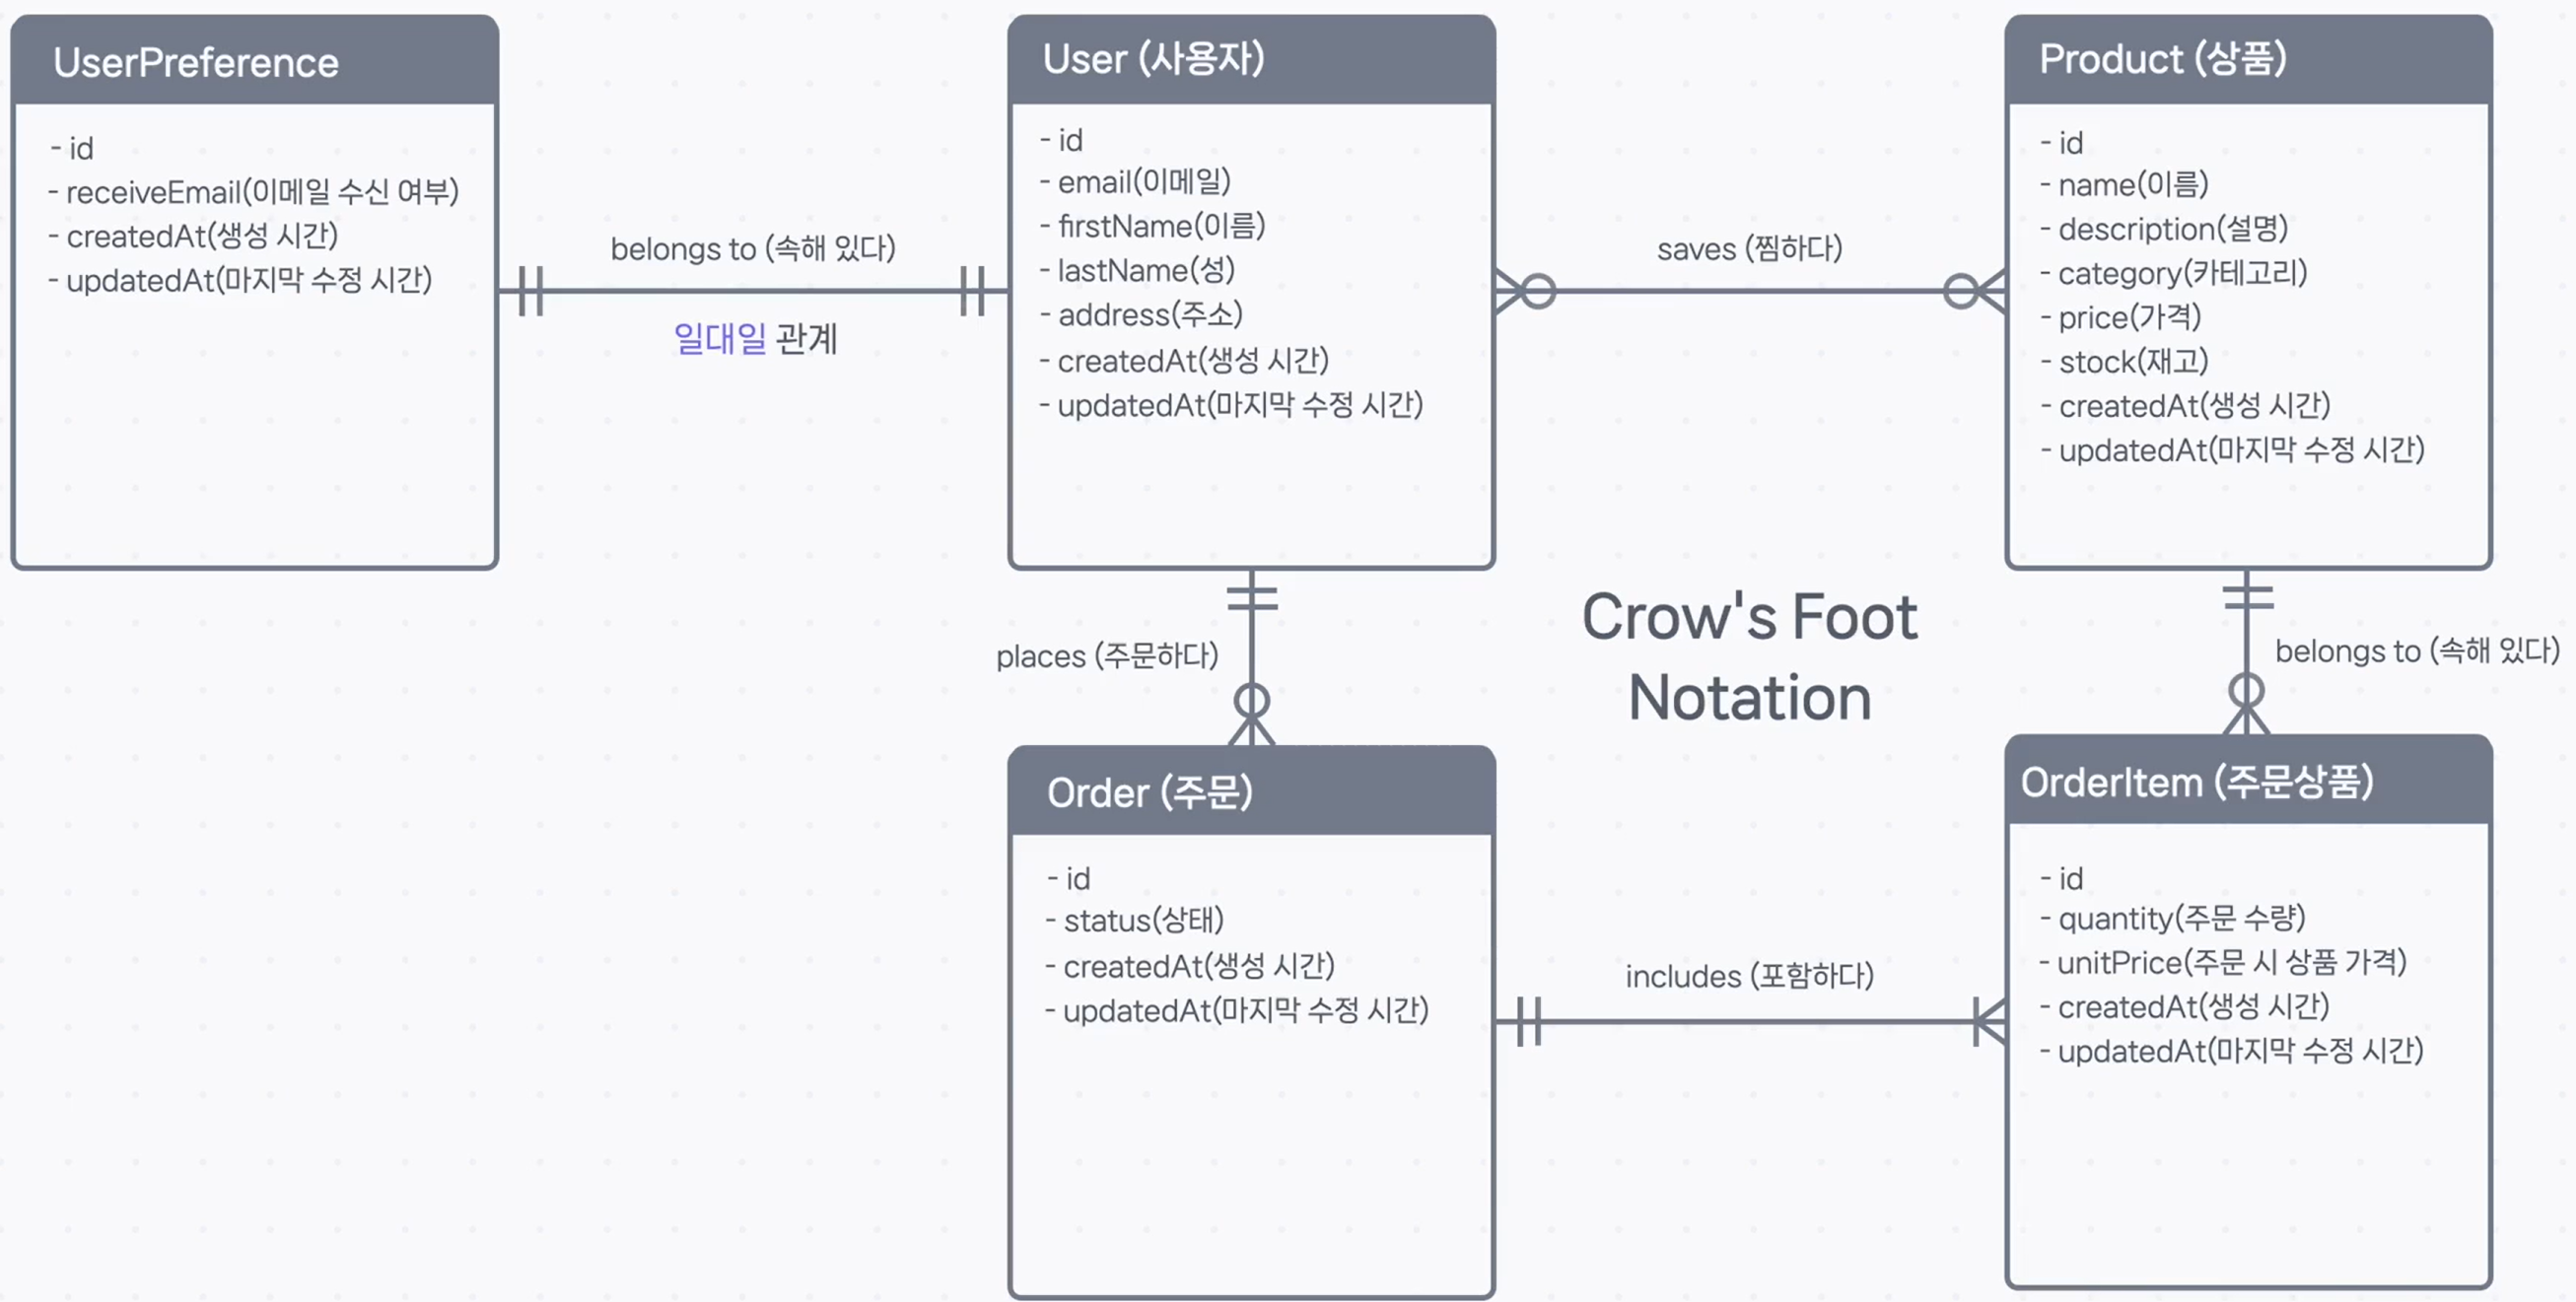 UserPreference
- id
- receiveEmail(이메일 수신 여부)
- createdAt(생성 시간)
- updatedAt(마지막 수정 시간)
belongs to (속해 있다)
일대일 관계
User (사용자)
- id
- email(이메일)
- firstName(이름)
- lastName(성)
- address(주소)
- createdAt(생성 시간)
- updatedAt(마지막 수정 시간)
saves (찜하다)
Product (상품)
- id
- name(이름)
- description(설명)
- category(카테고리)
- price(가격)
- stock(재고)
- createdAt(생성 시간)
- updatedAt(마지막 수정 시간)
places (주문하다)
Crow's Foot
Notation
belongs to (속해 있다)
Order (주문)
- id
- status(상태)
- createdAt(생성 시간)
- updatedAt(마지막 수정 시간)
includes (포함하다)
OrderItem (주문상품)
- id
- quantity(주문 수량)
- unitPrice(주문 시 상품 가격)
- createdAt(생성 시간)
- updatedAt(마지막 수정 시간)